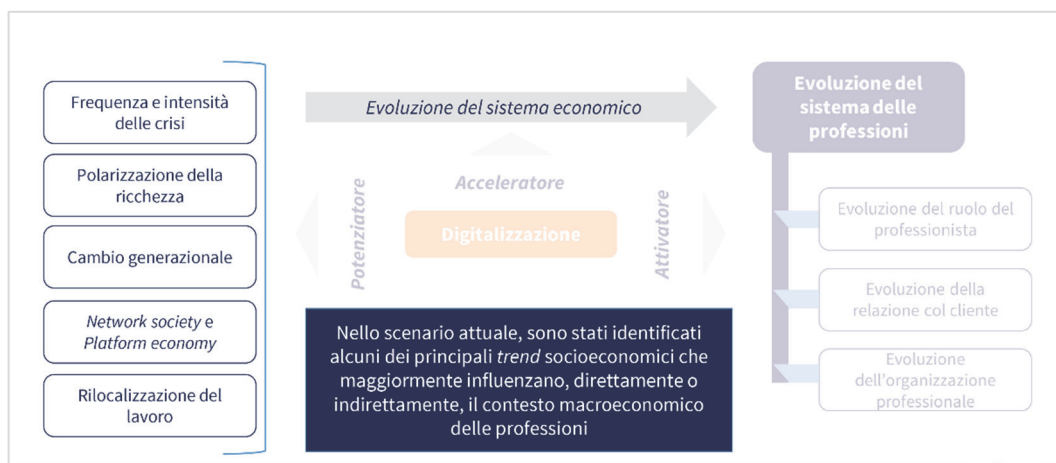 Frequenza e intensità
delle crisi
Polarizzazione della
ricchezza
Cambio generazionale
Network society e
Platform economy
Rilocalizzazione del
lavoro
Evoluzione del sistema economico
Acceleratore
Potenziatore
Digitalizzazione
Attivatore
Nello scenario attuale, sono stati identificati
alcuni dei principali trend socioeconomici che
maggiormente influenzano, direttamente o
indirettamente, il contesto macroeconomico
delle professioni
Evoluzione del
sistema delle
professioni
Evoluzione del ruolo del
professionista
Evoluzione della
relazione col cliente
Evoluzione
dell'organizzazione
professionale